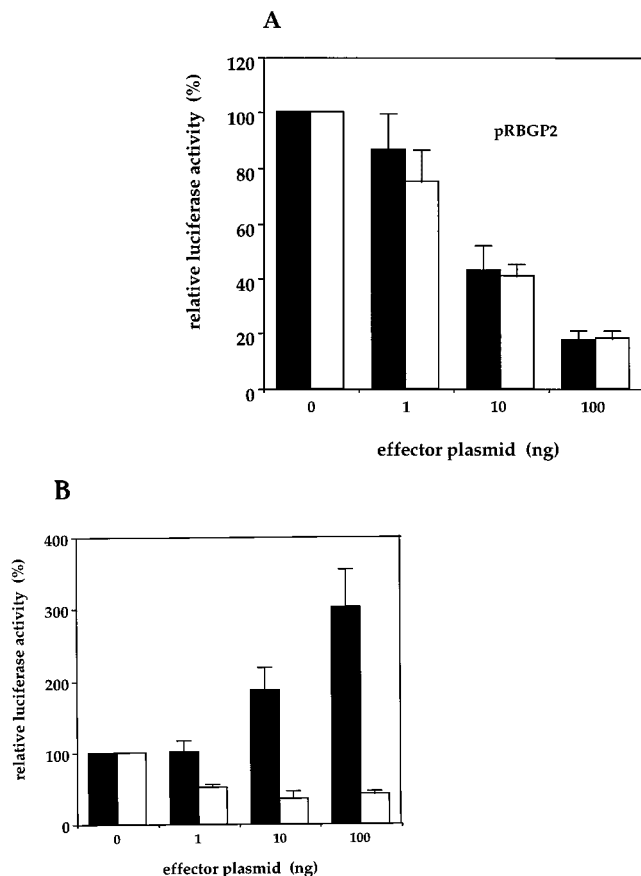 A
relative luciferase activity (%)
120
100
80
60
40
20
0
pRBGP2
0 1 10 100
effector plasmid (ng)
B
relative luciferase activity (%)
400
300
200
100
0
0 1 10 100
effector plasmid (ng)